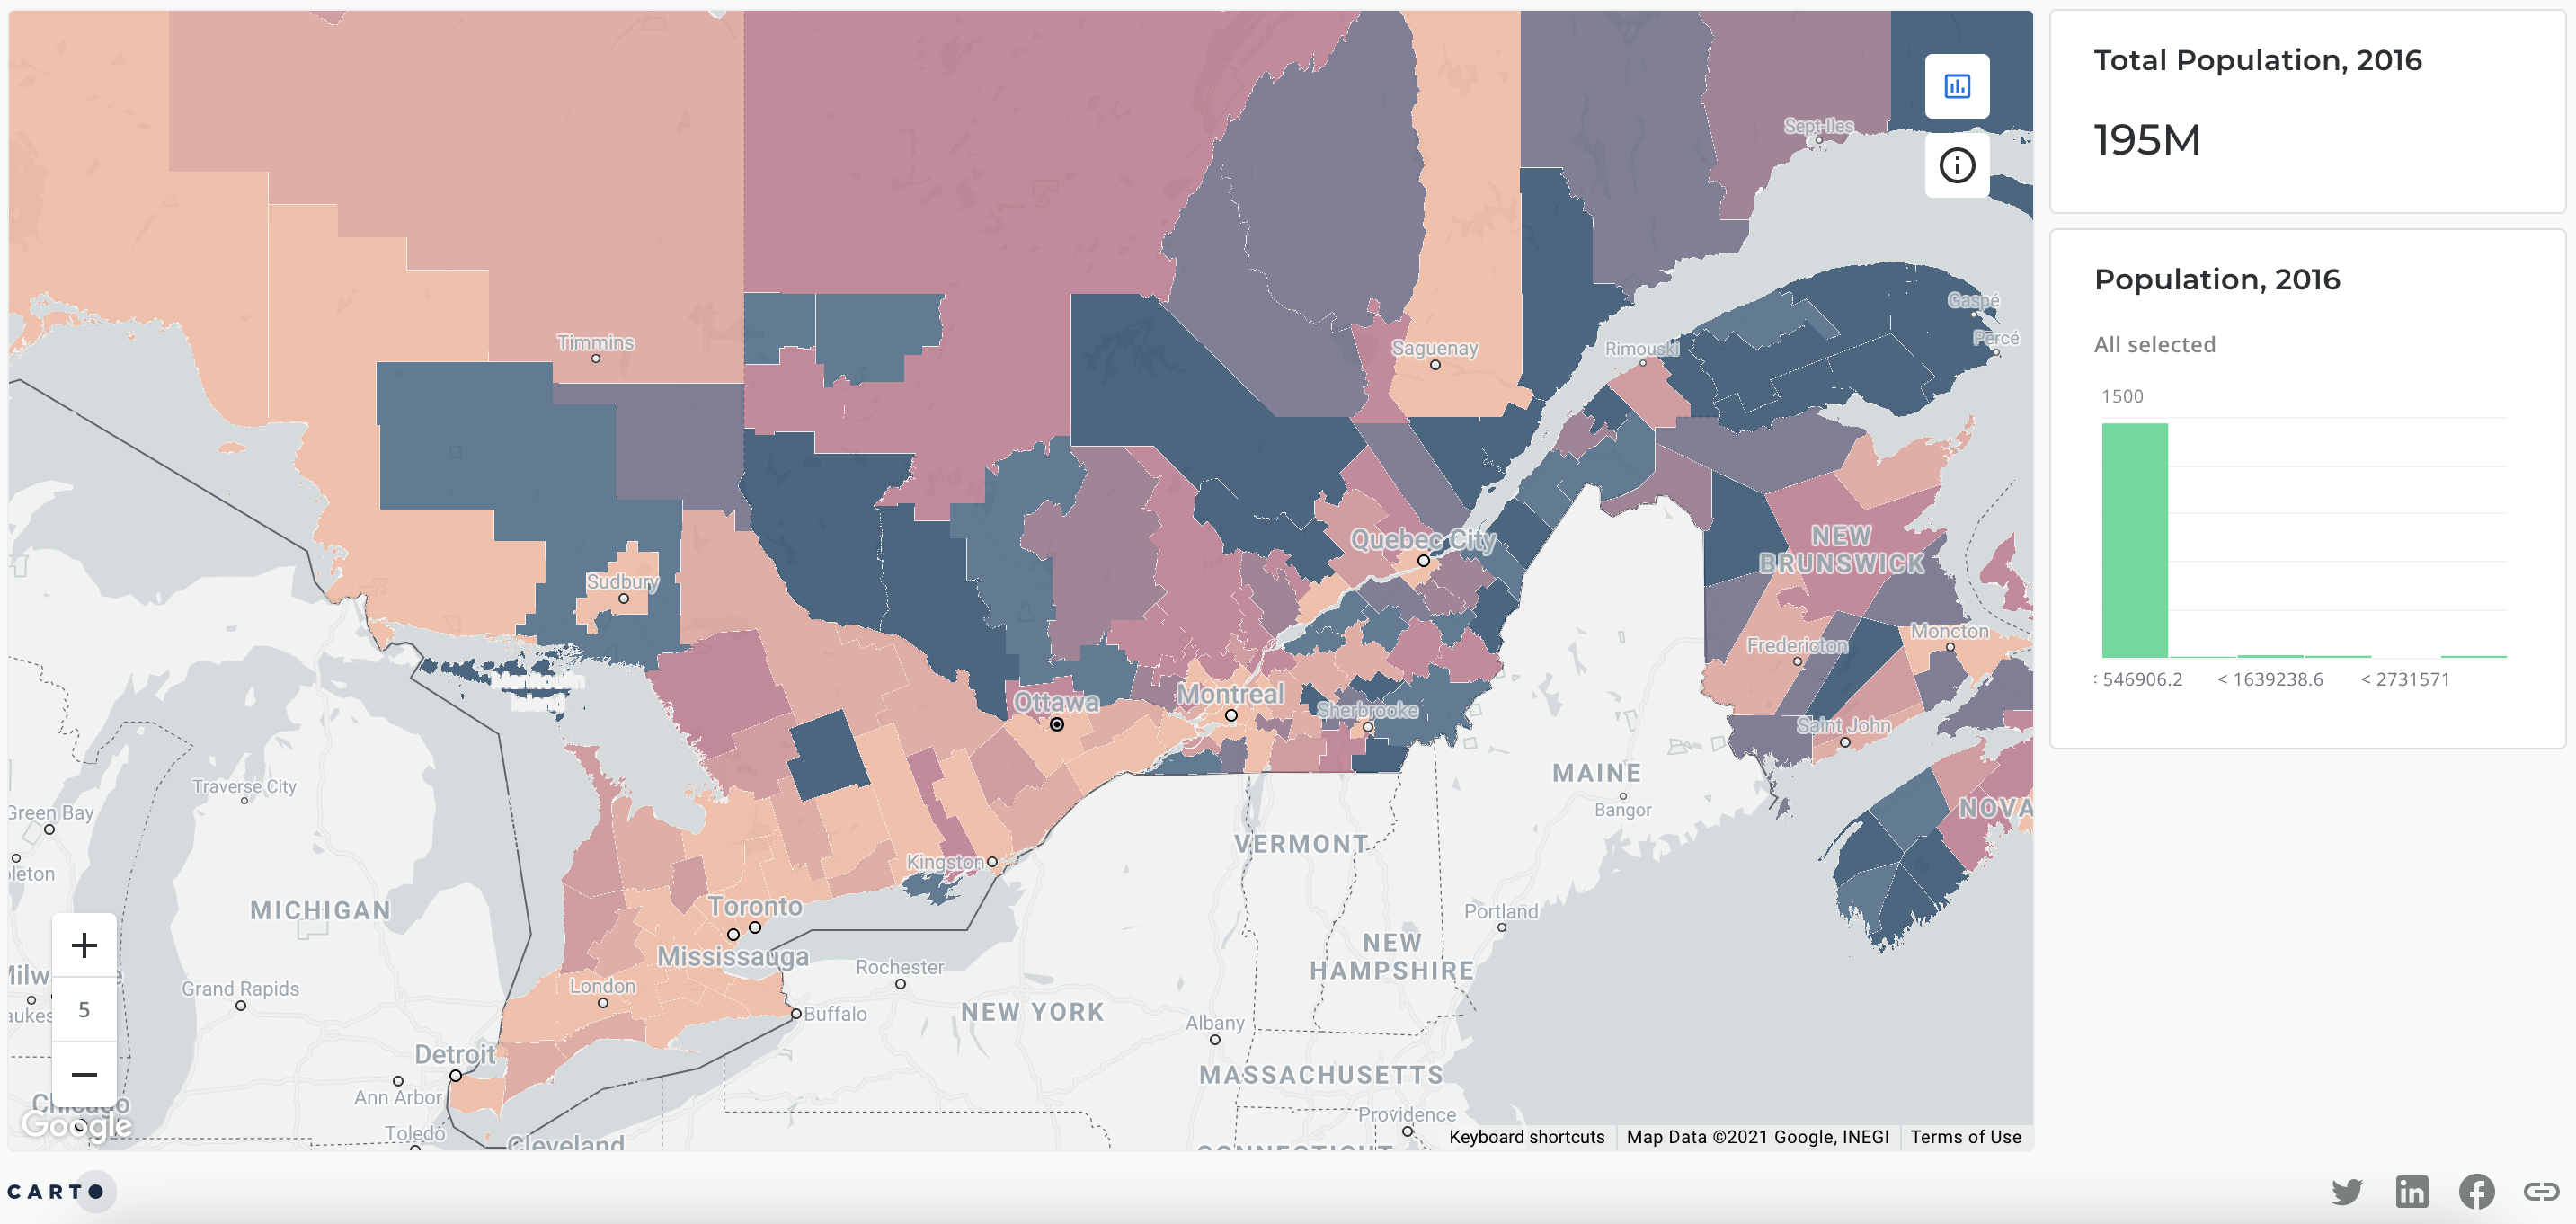 Sept-Iles
Gaspé
Percé
Timmins
Saguenay
Rimouski
Quebec City
NEW
BRUNSWICK
Sudbury
Fredericton
Moncton
Ottawa
Montreal
Sherbrooke
Saint John
MAINE
Bangor
Traverse City
Green Bay
NOVA
VERMONT
Kingston
MICHIGAN
Toronto
Mississauga
Portland
NEW
HAMPSHIRE
Rochester
Grand Rapids
London
NEW YORK
Buffalo
Albany
Detroit
Ann Arbor
MASSACHUSETTS
Providence
Toledo
Cleveland
CONNECTICUT
+
5
−
Google
Keyboard shortcuts
Map Data ©2021 Google, INEGI
Terms of Use
Total Population, 2016
195M
Population, 2016
All selected
1500
: 546906.2
< 1639238.6
< 2731571
CARTO